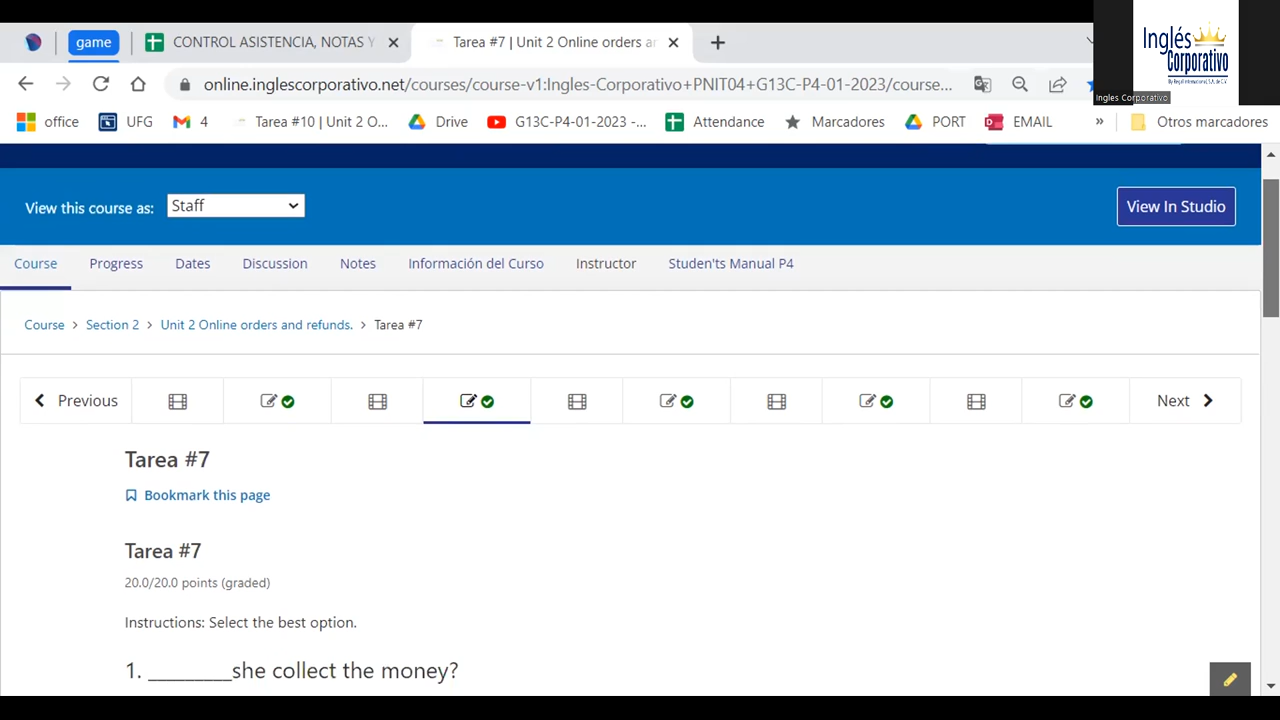 game
CONTROL ASISTENCIA, NOTAS Y
Tarea #7 | Unit 2 Online orders ar
Inglés
Corporativo
Ingles Corporativo
online.inglescorporativo.net/courses/course-v1:Ingles-Corporativo+PNIT04+G13C-P4-01-2023/course...
office
UFG
4
Tarea #10 | Unit 2 O...
Drive
G13C-P4-01-2023 -...
Attendance
Marcadores
PORT
EMAIL
»
Otros marcadores
View this course as:
Staff
View In Studio
Course
Progress
Dates
Discussion
Notes
Información del Curso
Instructor
Studen'ts Manual P4
Course > Section 2 > Unit 2 Online orders and refunds. > Tarea #7
Previous
Next
Tarea #7
Bookmark this page
Tarea #7
20.0/20.0 points (graded)
Instructions: Select the best option.
1. _________she collect the money?